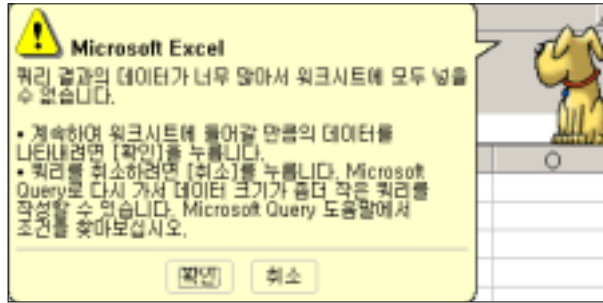 Microsoft Excel
쿼리 결과의 데이터가 너무 많아서 워크시트에 모두 넣을
수 없습니다.
• 계속하여 워크시트에 들어갈 만큼의 데이터를
나타내려면 [확인]을 누릅니다.
• 쿼리를 취소하려면 [취소]를 누릅니다. Microsoft
Query로 다시 가서 데이터 크기가 좀더 작은 쿼리를
작성할 수 있습니다. Microsoft Query 도움말에서
조건을 찾아보십시오.
확인 취소
O